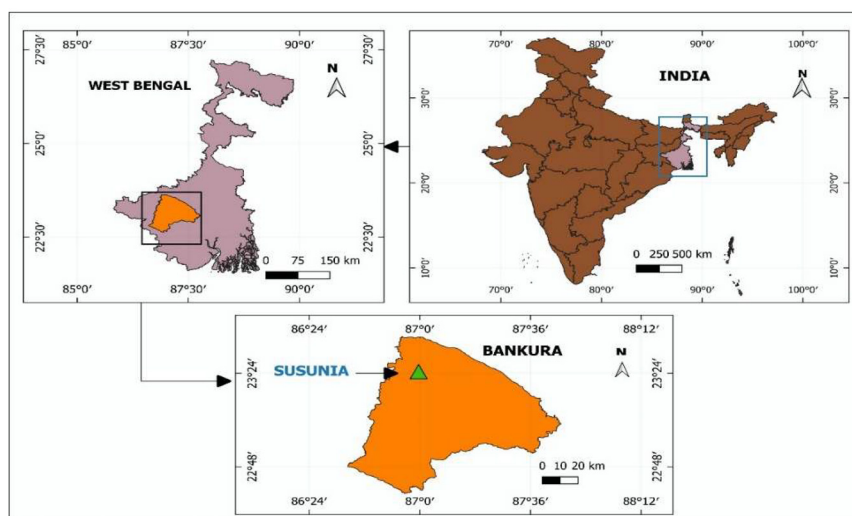 85°0′ 87°30′ 90°0′
WEST BENGAL
N
27°30′
25°0′
22°30′
27°30′
25°0′
22°30′
0 75 150 km
85°0′ 87°30′ 90°0′
70°0′ 80°0′ 90°0′ 100°0′
INDIA
N
30°0′
20°0′
10°0′
30°0′
20°0′
10°0′
0 250 500 km
70°0′ 80°0′ 90°0′ 100°0′
86°24′ 87°0′ 87°36′ 88°12′
BANKURA
N
SUSUNIA
23°24′
22°48′
23°24′
22°48′
0 10 20 km
86°24′ 87°0′ 87°36′ 88°12′